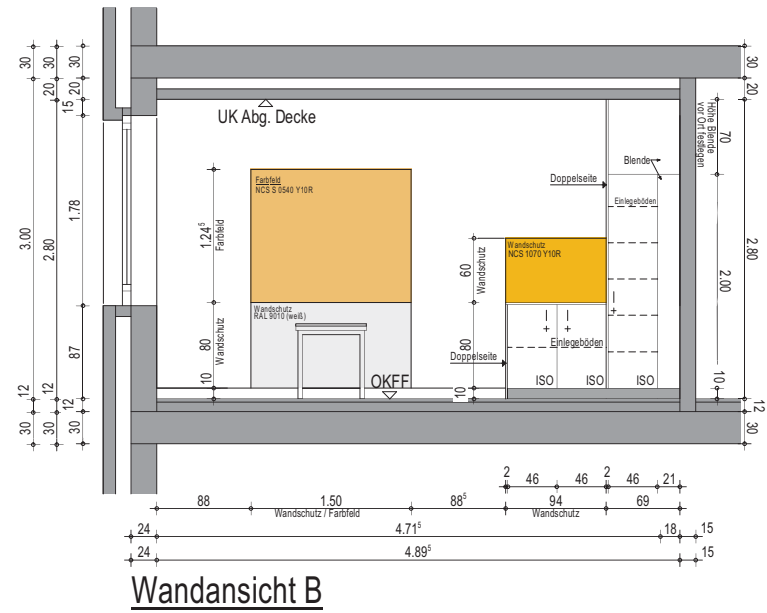 30
30
30
20
20
15
3.00
2.80
1.78
87
12
12
12
30
30
30
UK Abg. Decke
Farbfeld
NCS S 0540 Y10R
1.24⁵
Farbfeld
Wandschutz
RAL 9010 (weiß)
80
Wandschutz
10
OKFF
Doppelseite
Blende
Einlegeböden
Wandschutz
NCS 1070 Y10R
60
Wandschutz
80
10
Einlegeböden
Doppelseite
ISO
ISO
ISO
Höhe Blende
vor Ort festlegen
70
2.00
10
30
20
2.80
12
30
2
46
46
2
46
21
88
1.50
88⁵
94
69
Wandschutz / Farbfeld
Wandschutz
24
4.71⁵
18
15
24
4.89⁵
15
Wandansicht B